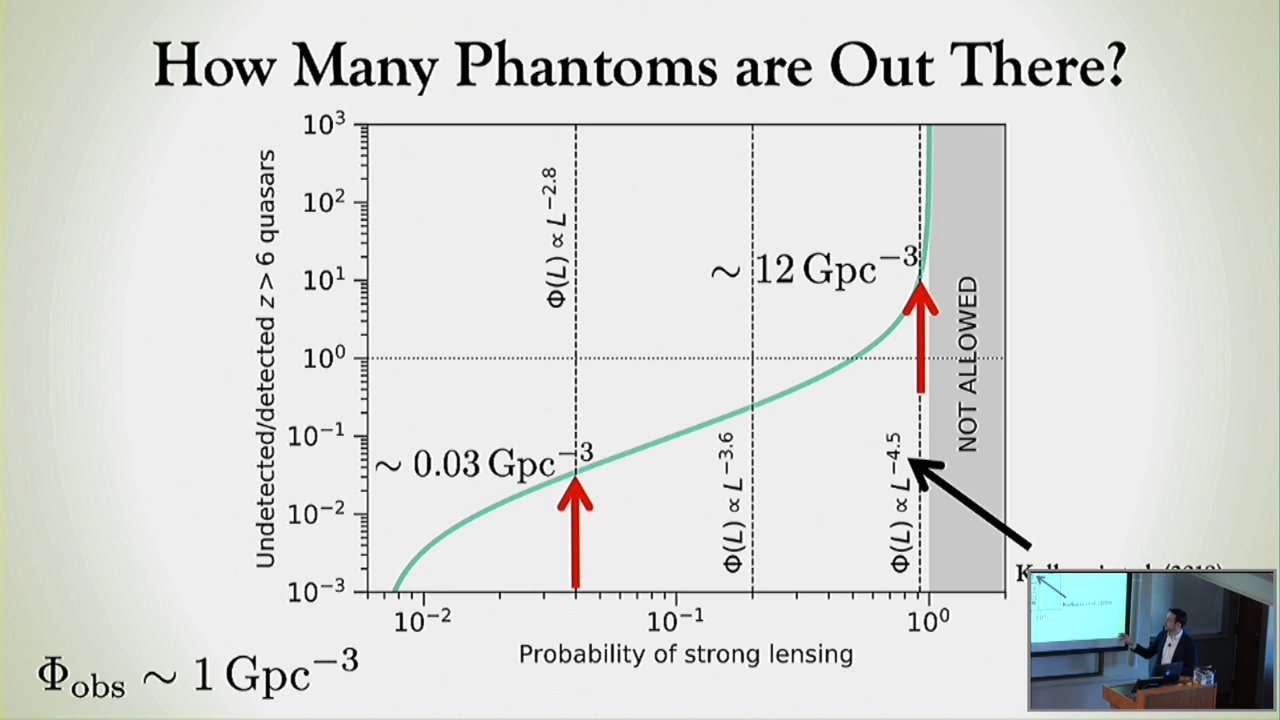 How Many Phantoms are Out There?
Undetected/detected z > 6 quasars
10³
10²
10¹
10⁰
10⁻¹
10⁻²
10⁻³
Φ(L) ∝ L⁻²·⁸
~ 12 Gpc⁻³
NOT ALLOWED
~ 0.03 Gpc⁻³
Φ(L) ∝ L⁻³·⁶
Φ(L) ∝ L⁻⁴·⁵
10⁻²
10⁻¹
10⁰
Probability of strong lensing
Φobs ~ 1 Gpc⁻³